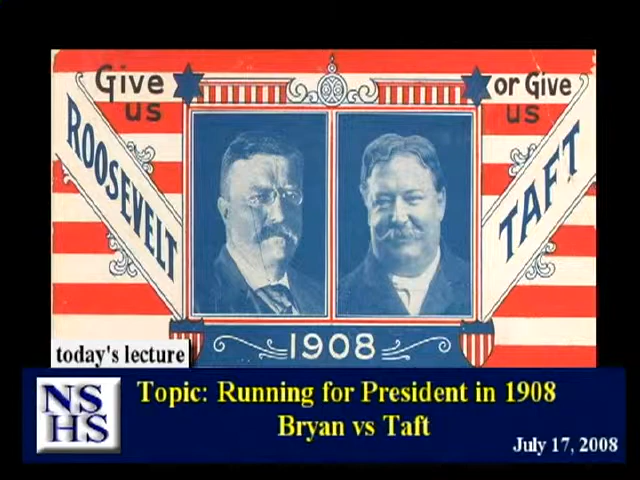 Give
us
or Give
us
ROOSEVELT
TAFT
1908
today's lecture
NS
HS
Topic: Running for President in 1908
Bryan vs Taft
July 17, 2008